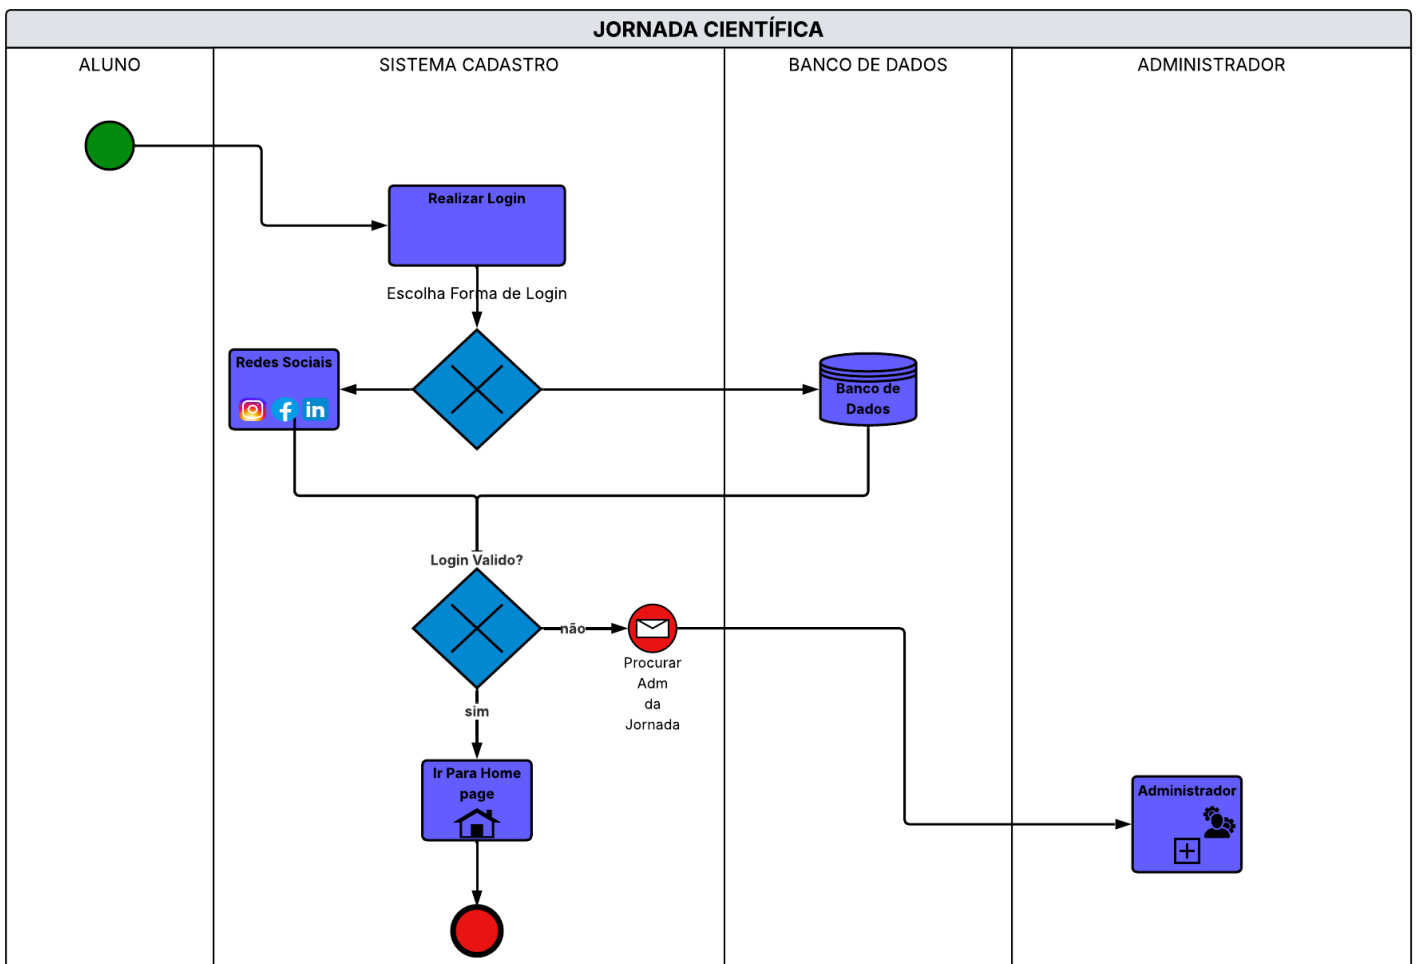 JORNADA CIENTÍFICA
ALUNO
SISTEMA CADASTRO
BANCO DE DADOS
ADMINISTRADOR
Realizar Login
Escolha Forma de Login
Redes Sociais
in
Banco de
Dados
Login Valido?
não
Procurar
Adm
da
Jornada
sim
Ir Para Home
page
Administrador